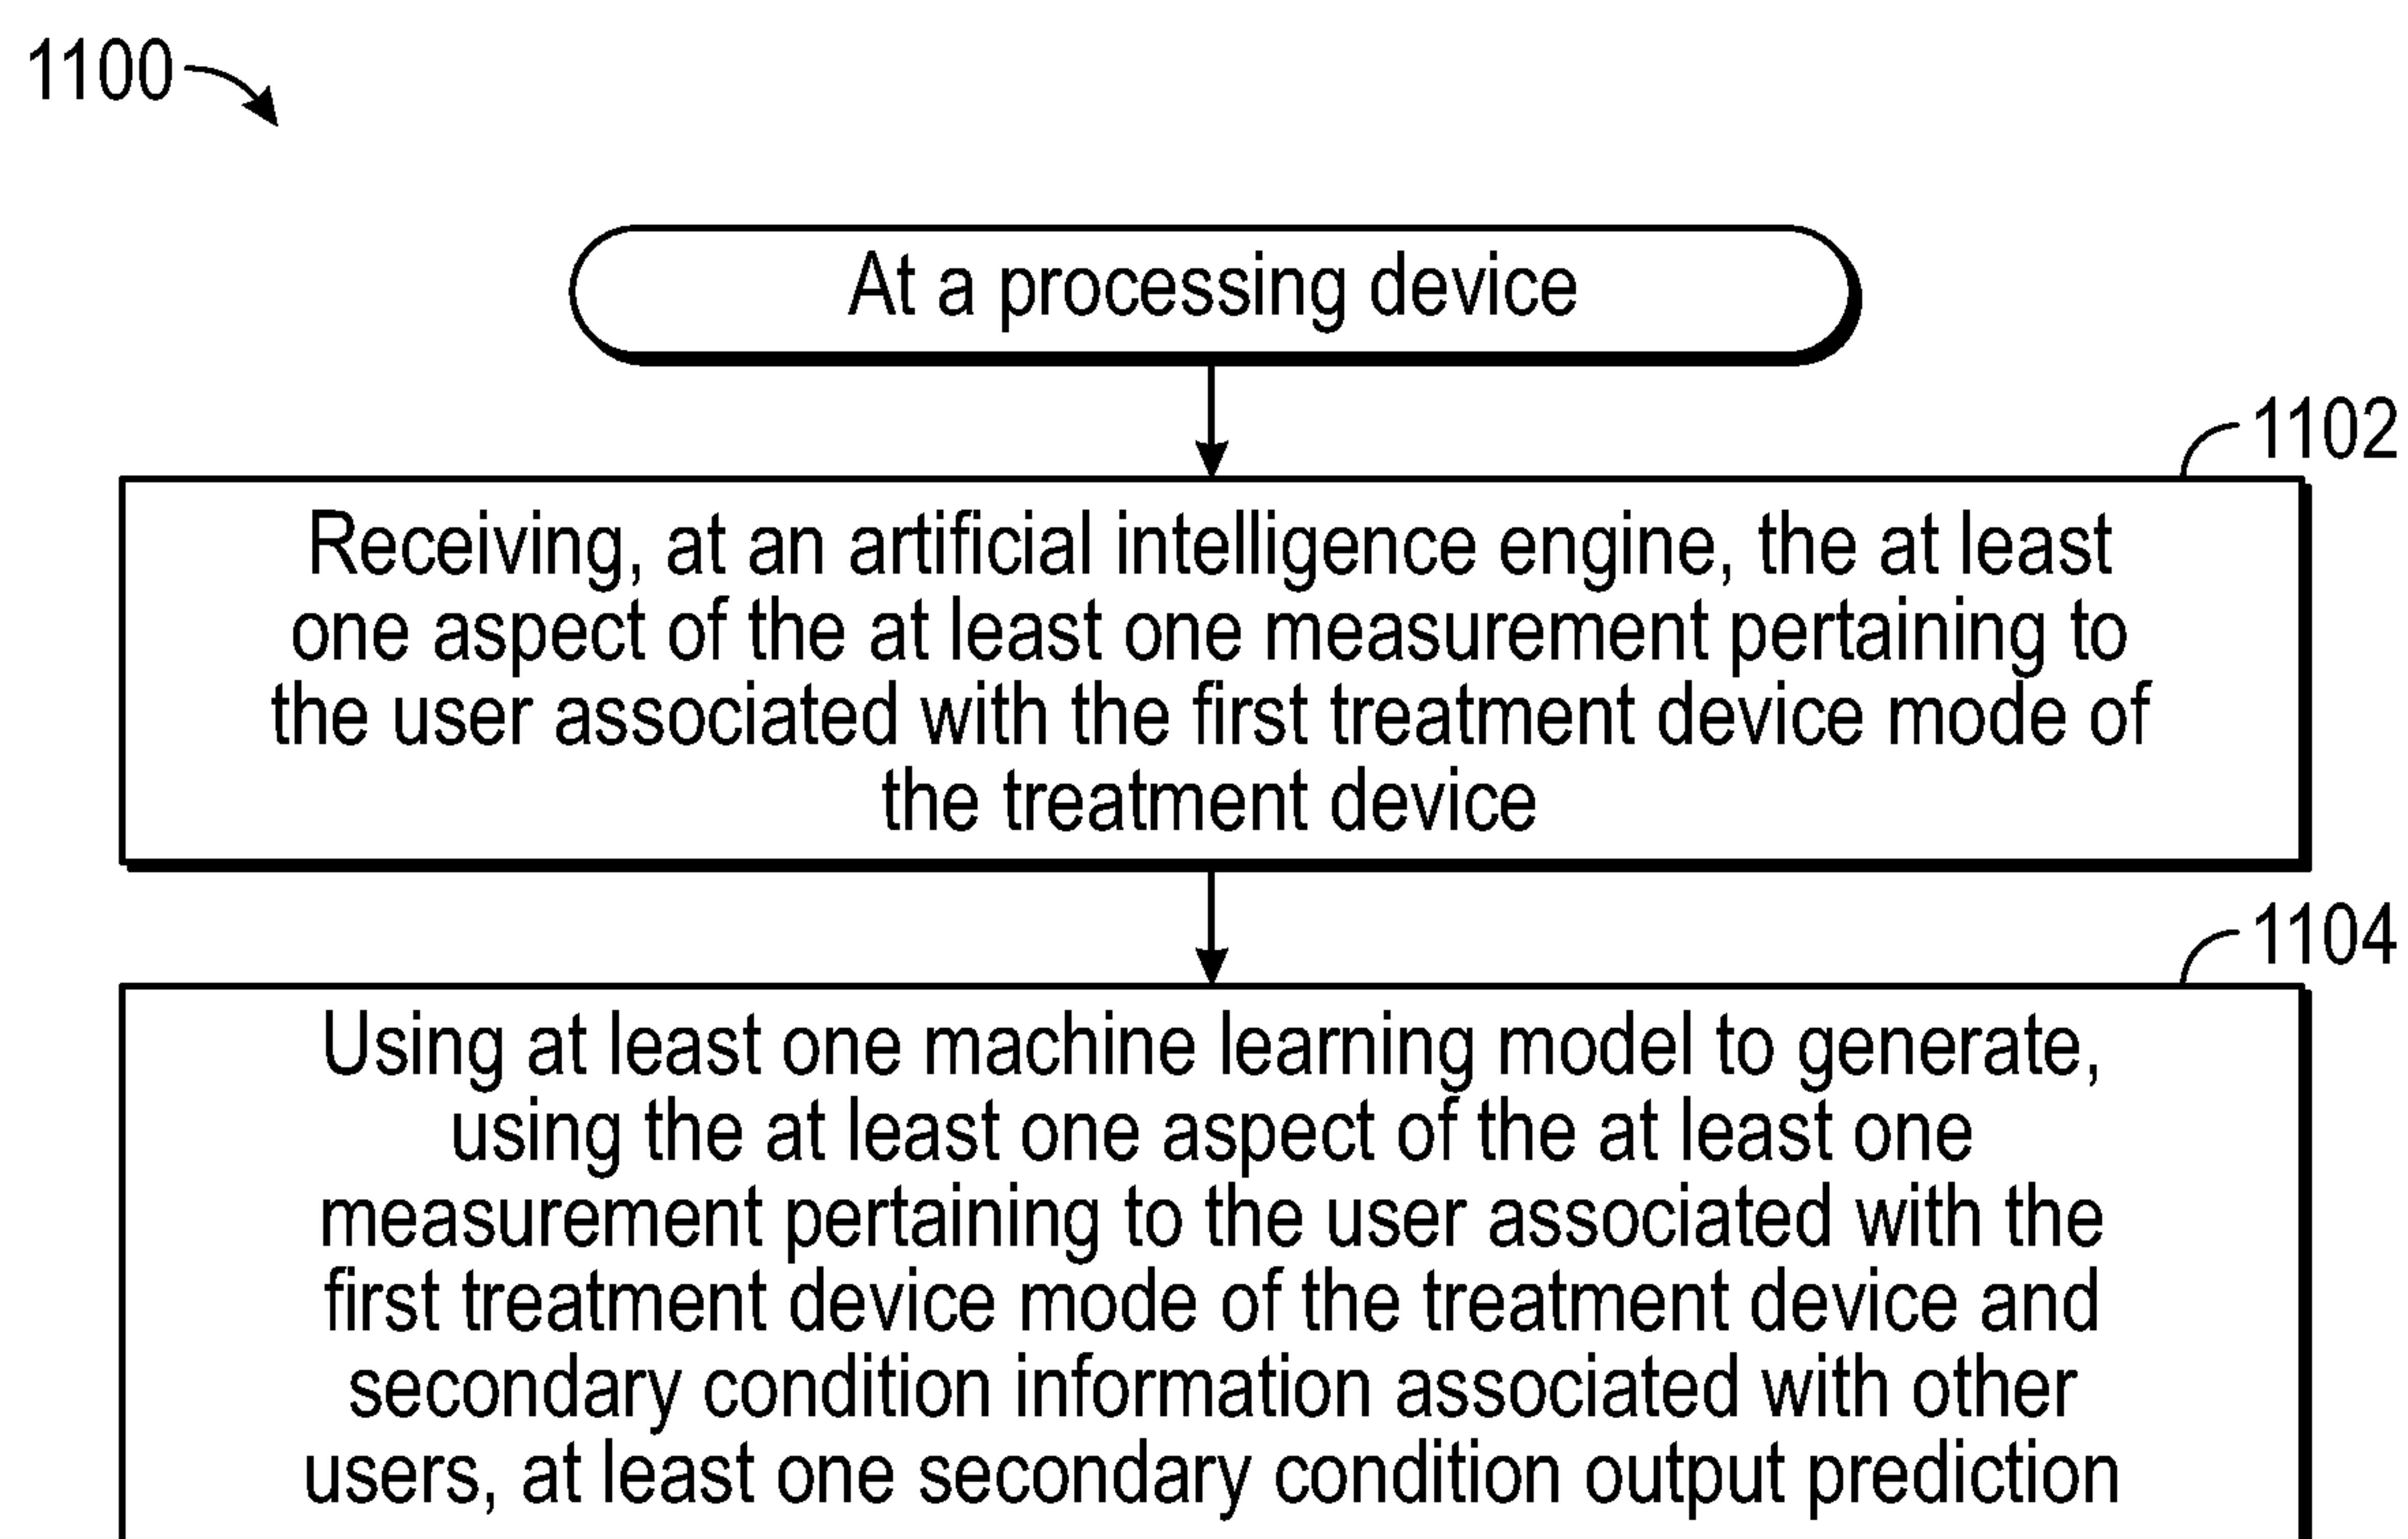 1100
At a processing device
1102
Receiving, at an artificial intelligence engine, the at least
one aspect of the at least one measurement pertaining to
the user associated with the first treatment device mode of
the treatment device
1104
Using at least one machine learning model to generate,
using the at least one aspect of the at least one
measurement pertaining to the user associated with the
first treatment device mode of the treatment device and
secondary condition information associated with other
users, at least one secondary condition output prediction